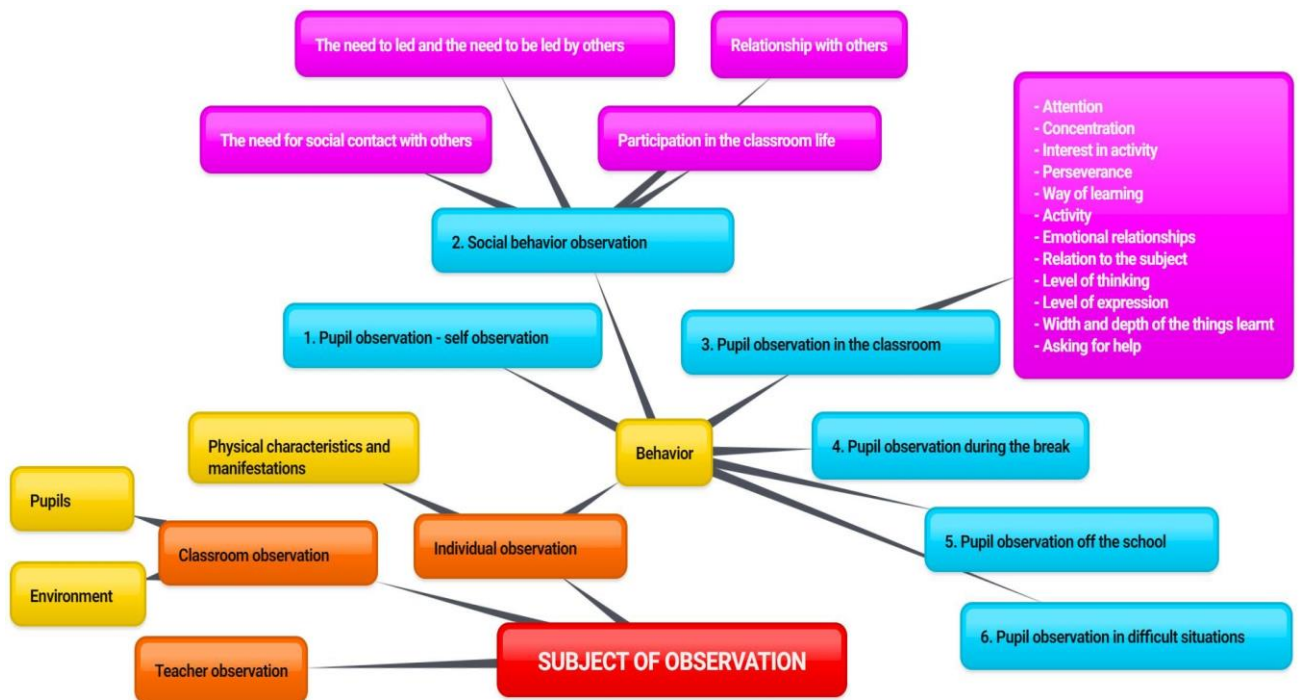 The need to led and the need to be led by others
Relationship with others
The need for social contact with others
Participation in the classroom life
- Attention
- Concentration
- Interest in activity
- Perseverance
- Way of learning
- Activity
- Emotional relationships
- Relation to the subject
- Level of thinking
- Level of expression
- Width and depth of the things learnt
- Asking for help
2. Social behavior observation
1. Pupil observation - self observation
3. Pupil observation in the classroom
Physical characteristics and
manifestations
Behavior
4. Pupil observation during the break
Pupils
Classroom observation
Individual observation
5. Pupil observation off the school
Environment
6. Pupil observation in difficult situations
Teacher observation
SUBJECT OF OBSERVATION